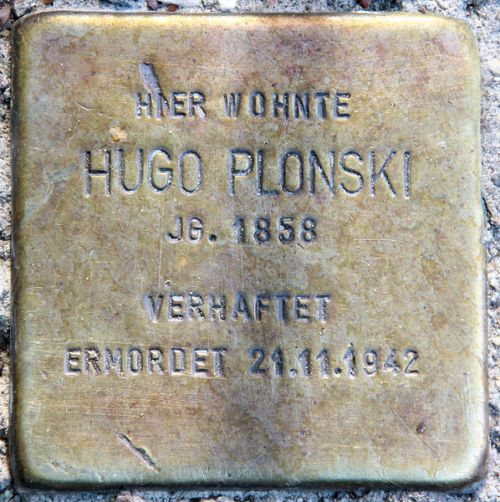 HIER WOHNTE
HUGO PLONSKI
JG. 1858
VERHAFTET
ERMORDET 21.11.1942